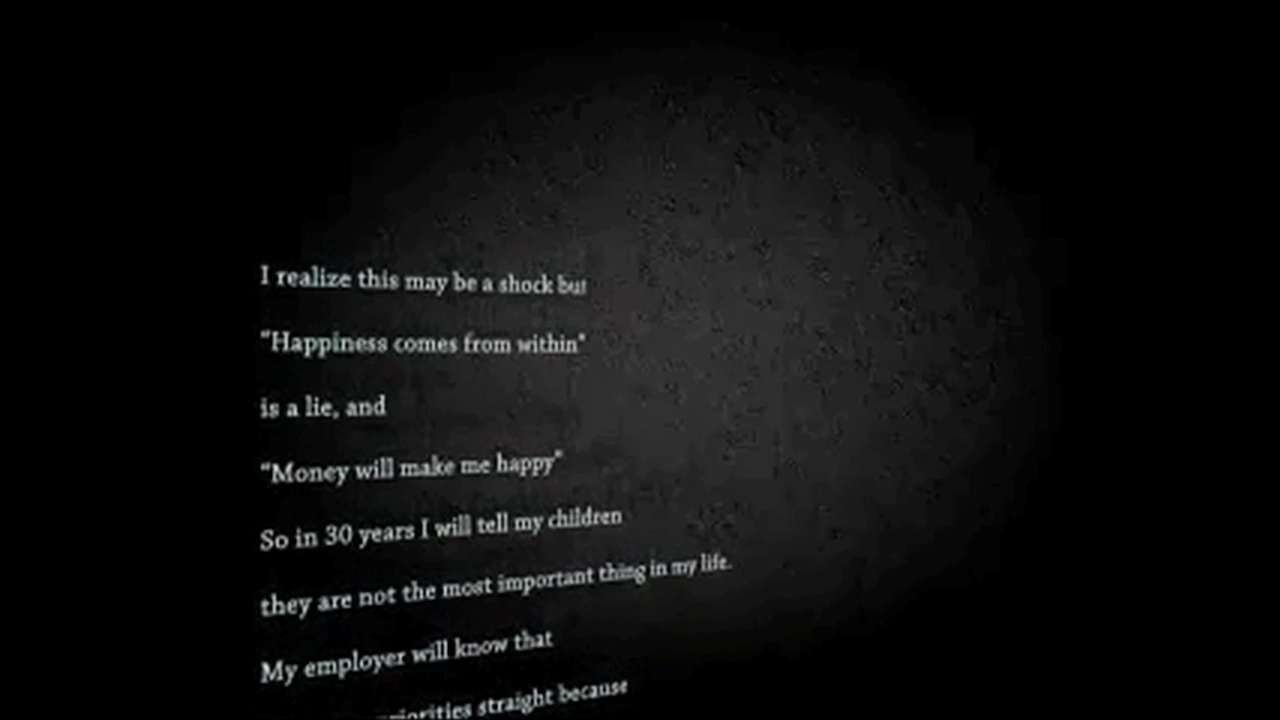 I realize this may be a shock but
"Happiness comes from within"
is a lie, and
"Money will make me happy"
So in 30 years I will tell my children
they are not the most important thing in my life.
My employer will know that
straight because